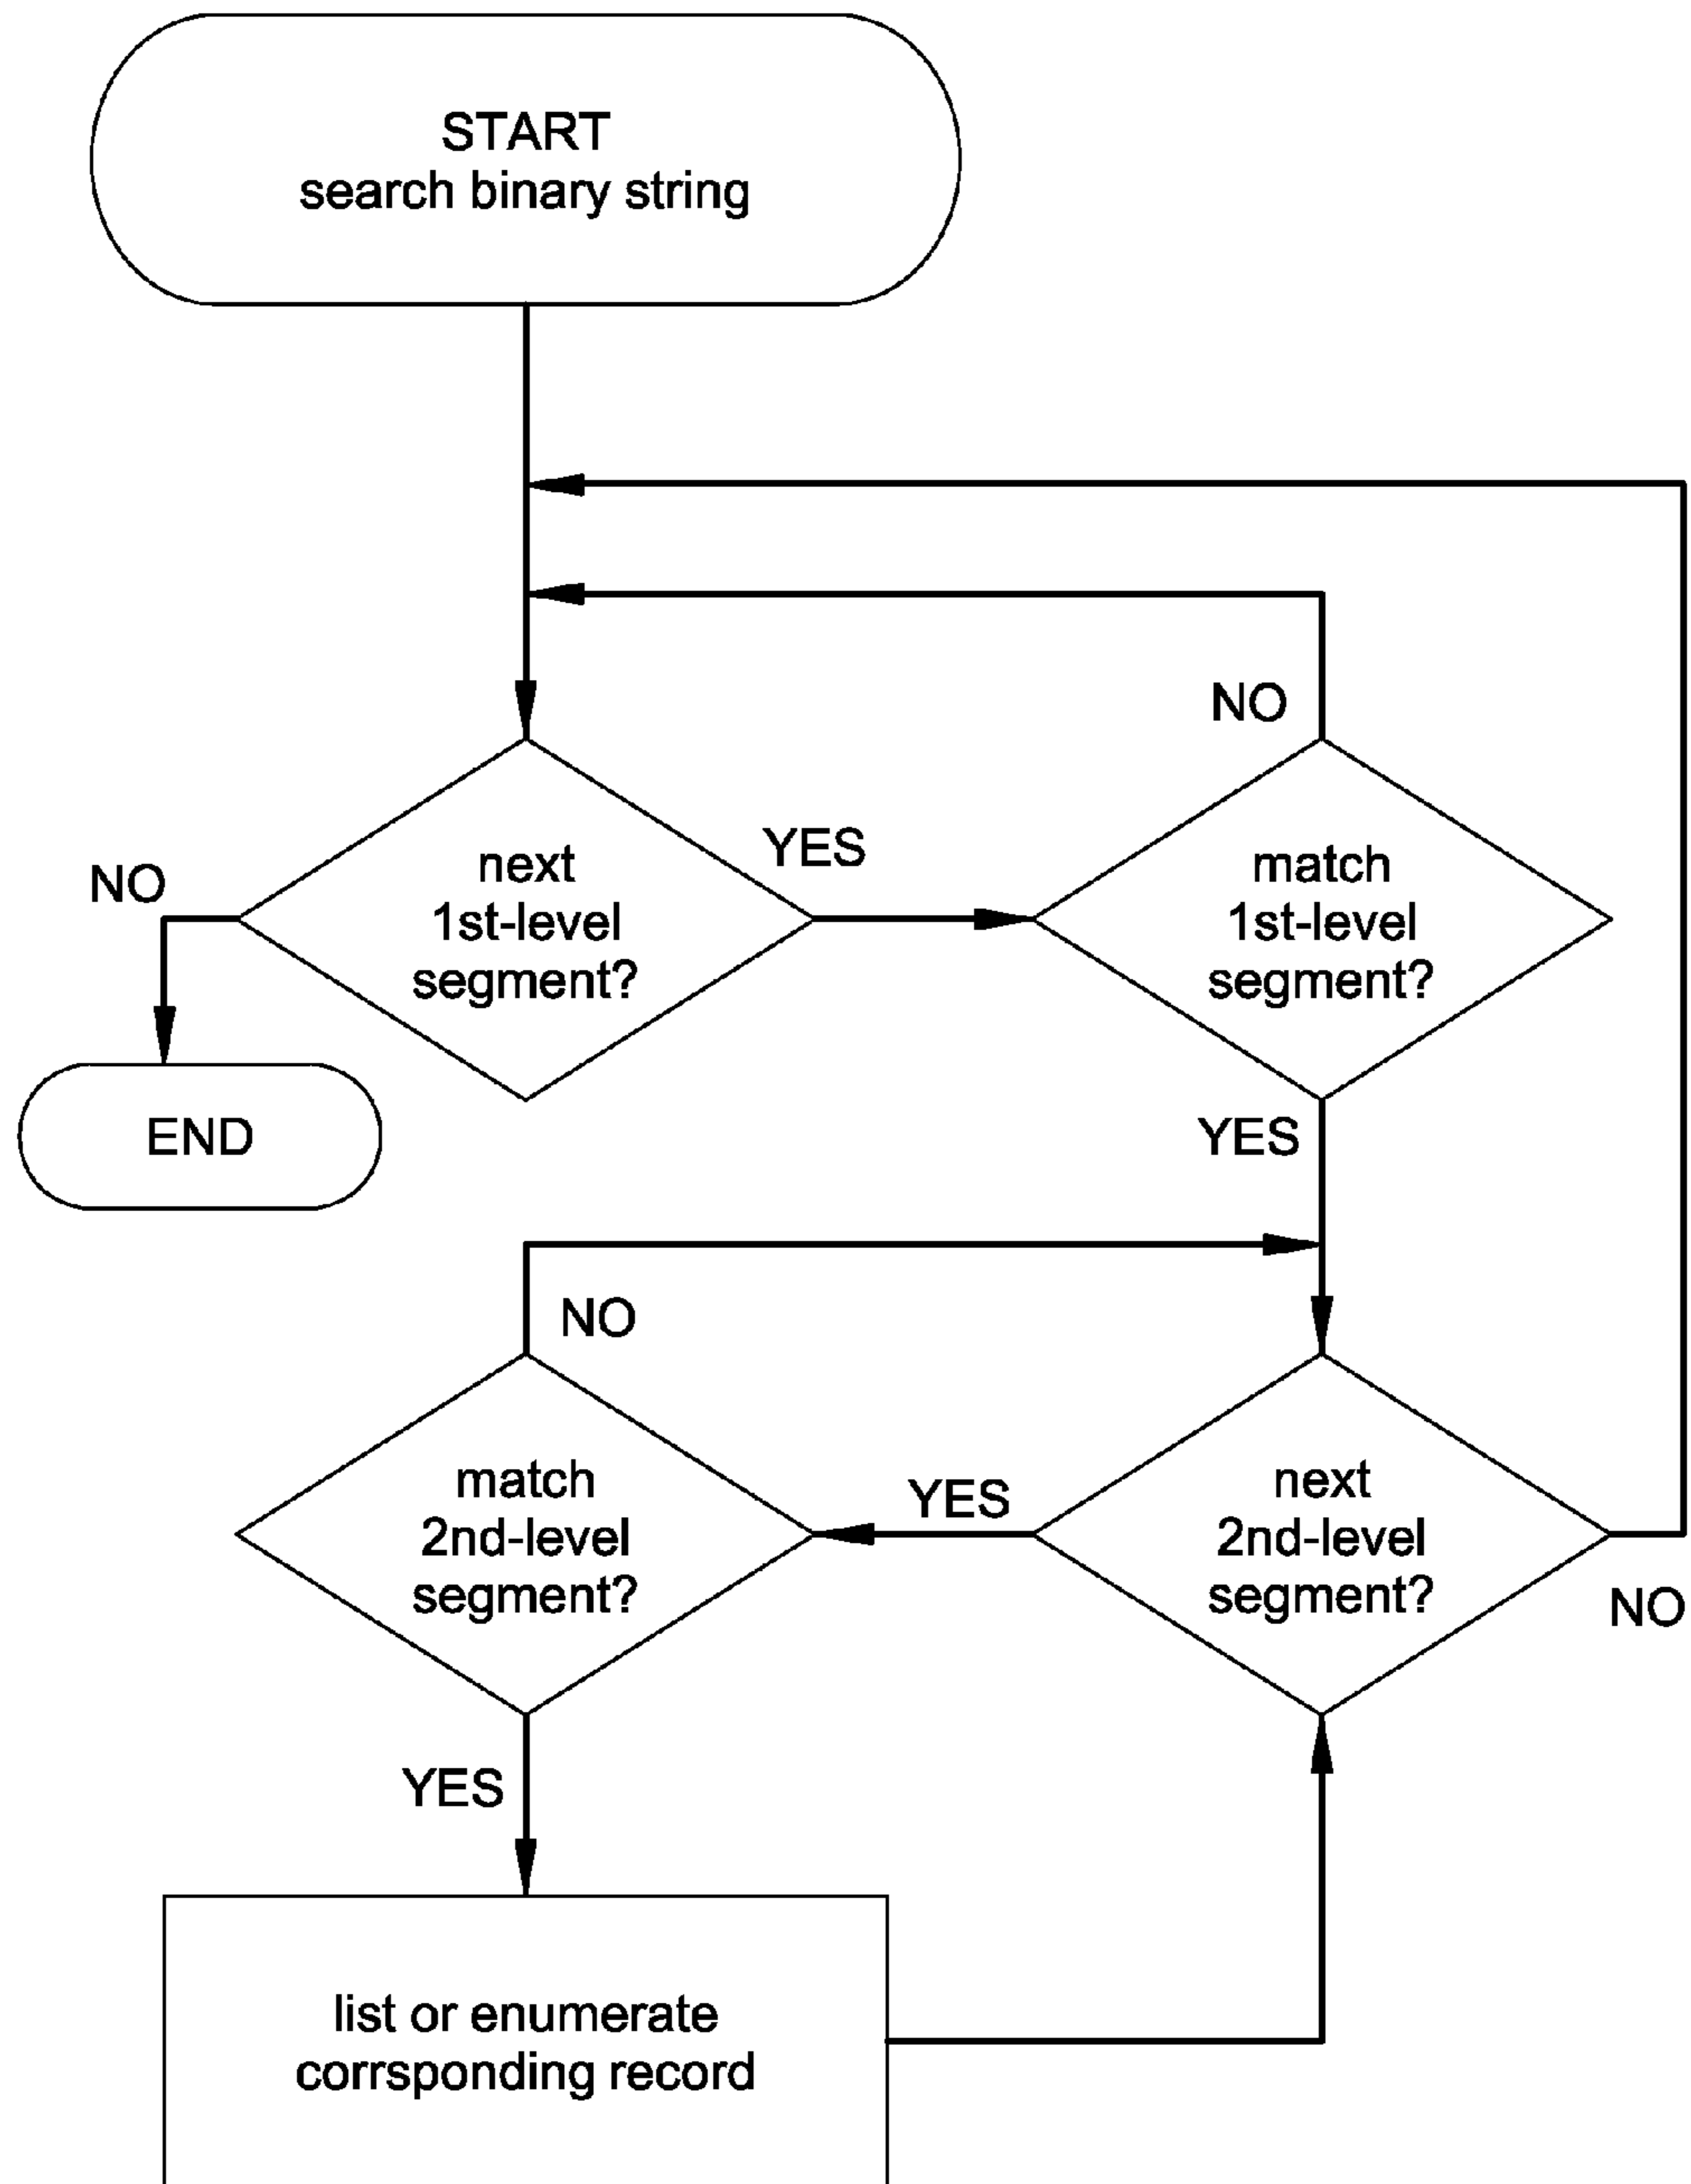 START
search binary string
NO
next
1st-level
segment?
YES
match
1st-level
segment?
NO
END
YES
NO
match
2nd-level
segment?
YES
next
2nd-level
segment?
NO
YES
list or enumerate
corrsponding record